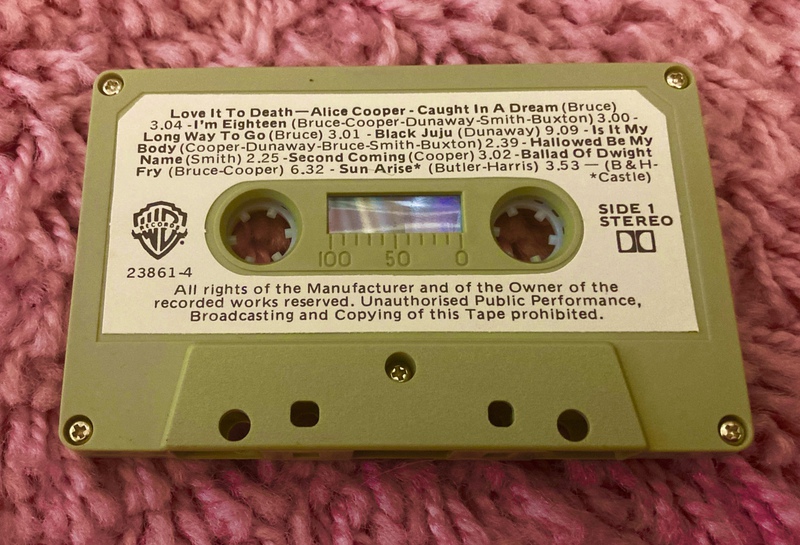 Love It To Death—Alice Cooper - Caught In A Dream (Bruce)
3.04 - I'm Eighteen (Bruce-Cooper-Dunaway-Smith-Buxton) 3.00 -
Long Way To Go (Bruce) 3.01 - Black Juju (Dunaway) 9.09 - Is It My
Body (Cooper-Dunaway-Bruce-Smith-Buxton) 2.39 - Hallowed Be My
Name (Smith) 2.25 - Second Coming (Cooper) 3.02 - Ballad Of Dwight
Fry (Bruce-Cooper) 6.32 - Sun Arise* (Butler-Harris) 3.53 — (B & H-
*Castle)
RECORDS
23861-4
100 50 0
SIDE 1
STEREO
All rights of the Manufacturer and of the Owner of the
recorded works reserved. Unauthorised Public Performance,
Broadcasting and Copying of this Tape prohibited.